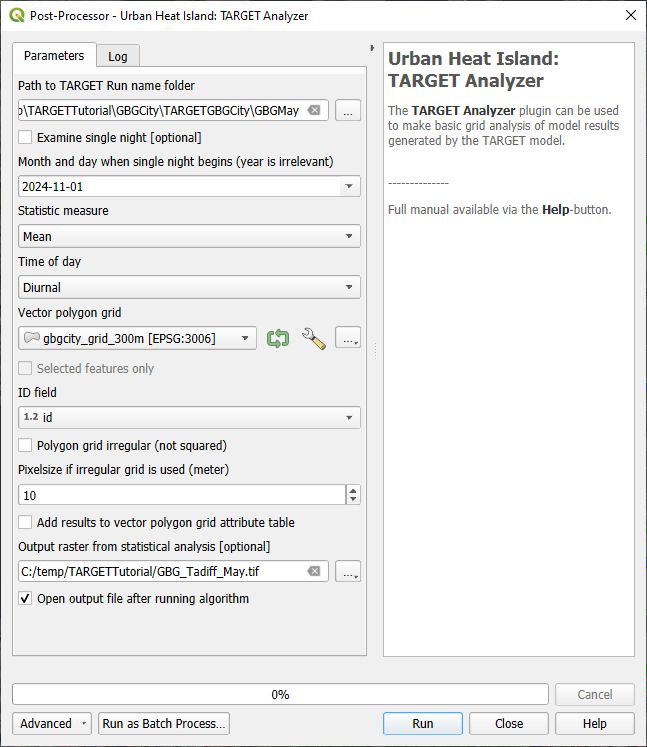 Post-Processor - Urban Heat Island: TARGET Analyzer
Parameters
Log
Path to TARGET Run name folder
o\TARGETTutorial\GBGCity\TARGETGBGCity\GBGMay
...
Examine single night [optional]
Month and day when single night begins (year is irrelevant)
2024-11-01
Statistic measure
Mean
Time of day
Diurnal
Vector polygon grid
gbgcity_grid_300m [EPSG:3006]
...
Selected features only
ID field
1.2 id
Polygon grid irregular (not squared)
Pixelsize if irregular grid is used (meter)
10
Add results to vector polygon grid attribute table
Output raster from statistical analysis [optional]
C:/temp/TARGETTutorial/GBG_Tadiff_May.tif
...
Open output file after running algorithm
Urban Heat Island:
TARGET Analyzer
The TARGET Analyzer plugin can be used
to make basic grid analysis of model results
generated by the TARGET model.
--------------
Full manual available via the Help-button.
0%
Cancel
Advanced
Run as Batch Process...
Run
Close
Help